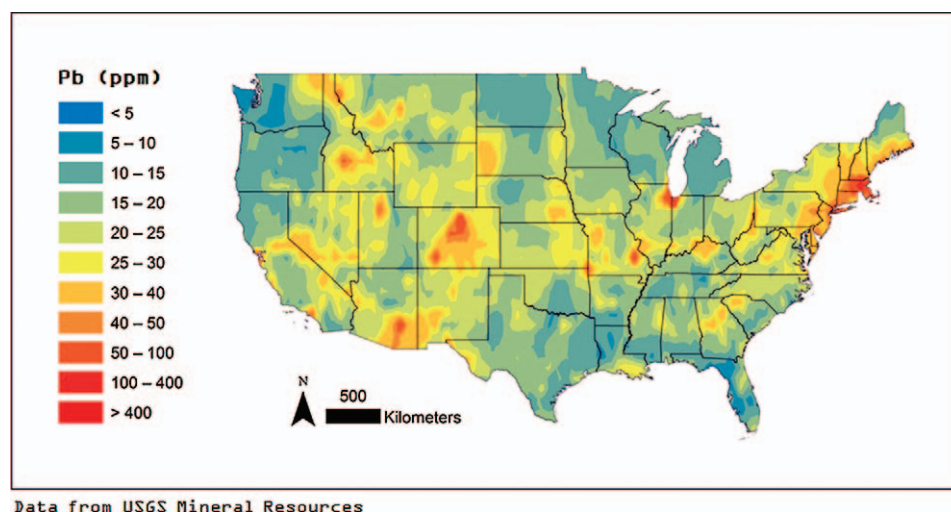 Pb (ppm)
< 5
5 – 10
10 – 15
15 – 20
20 – 25
25 – 30
30 – 40
40 – 50
50 – 100
100 – 400
> 400
N
500
Kilometers
Data from USGS Mineral Resources